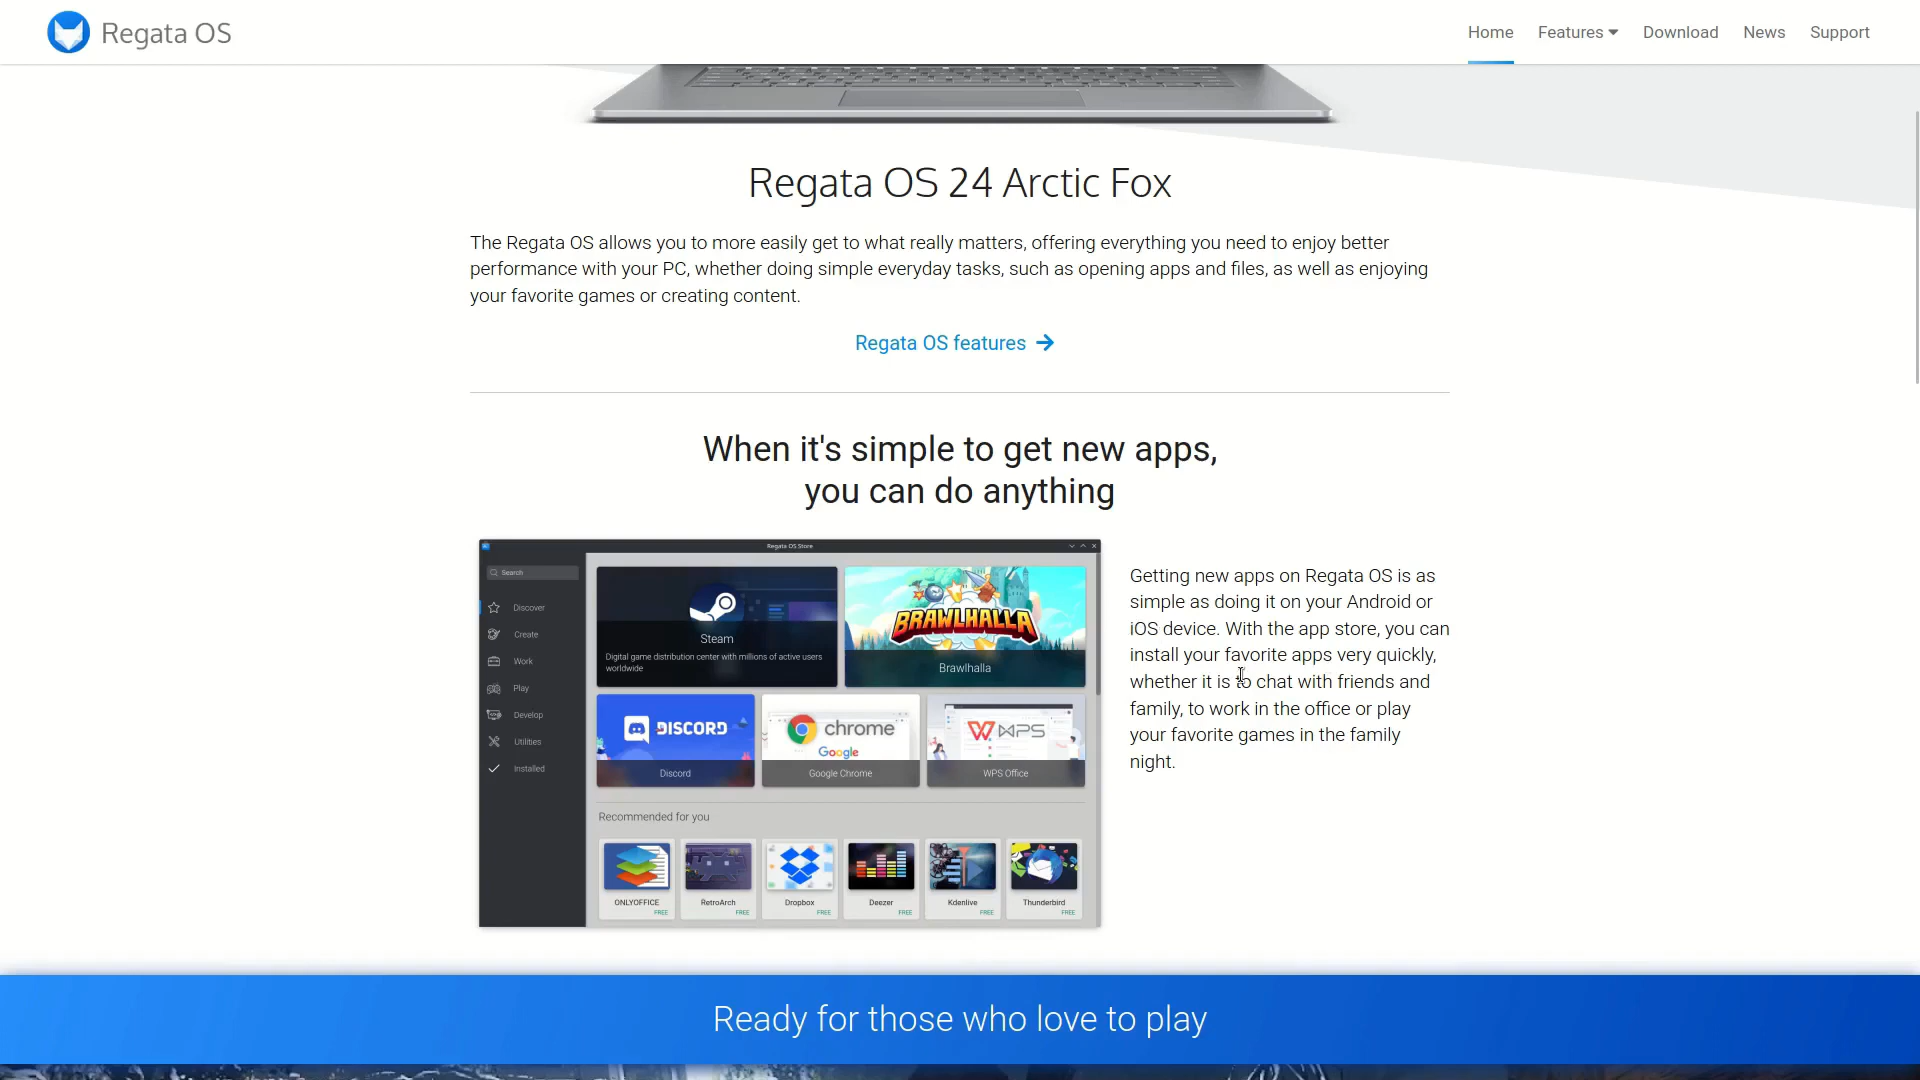 Regata OS
Home
Features
Download
News
Support
Regata OS 24 Arctic Fox
The Regata OS allows you to more easily get to what really matters, offering everything you need to enjoy better
performance with your PC, whether doing simple everyday tasks, such as opening apps and files, as well as enjoying
your favorite games or creating content.
Regata OS features
When it's simple to get new apps,
you can do anything
Regata OS Store
Search
Discover
Create
Work
Play
Develop
Utilities
Installed
Steam
Digital game distribution center with millions of active users
worldwide
BRAWLHALLA
Brawlhalla
DISCORD
Discord
chrome
Google
Google Chrome
WPS
WPS Office
Recommended for you
ONLYOFFICE
FREE
RetroArch
FREE
Dropbox
FREE
Deezer
FREE
Kdenlive
FREE
Thunderbird
FREE
Getting new apps on Regata OS is as
simple as doing it on your Android or
iOS device. With the app store, you can
install your favorite apps very quickly,
whether it is to chat with friends and
family, to work in the office or play
your favorite games in the family
night.
Ready for those who love to play